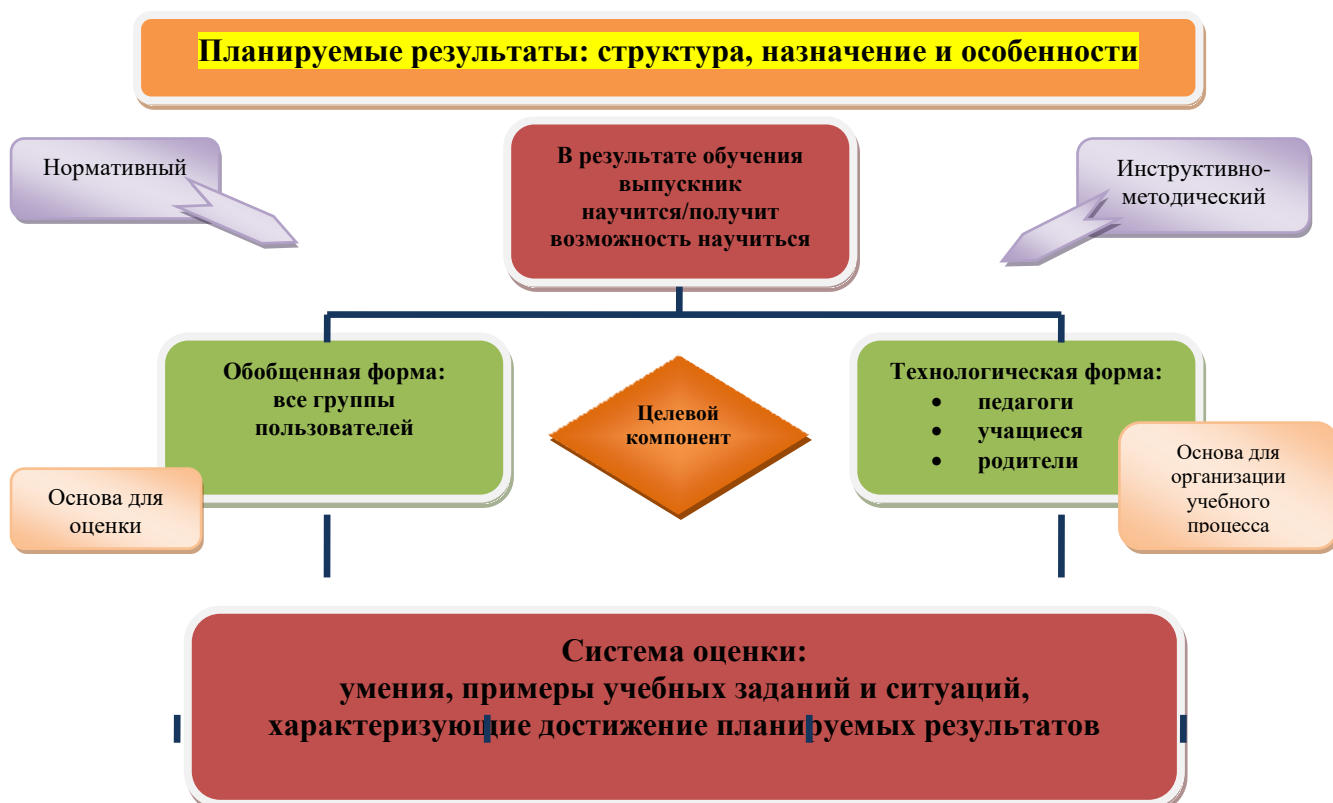 Планируемые результаты: структура, назначение и особенности
Нормативный
В результате обучения
выпускник
научится/получит
возможность научиться
Инструктивно-
методический
Обобщенная форма:
все группы
пользователей
Целевой
компонент
Технологическая форма:
• педагоги
• учащиеся
• родители
Основа для
оценки
Основа для
организации
учебного
процесса
Система оценки:
умения, примеры учебных заданий и ситуаций,
характеризующие достижение планируемых результатов